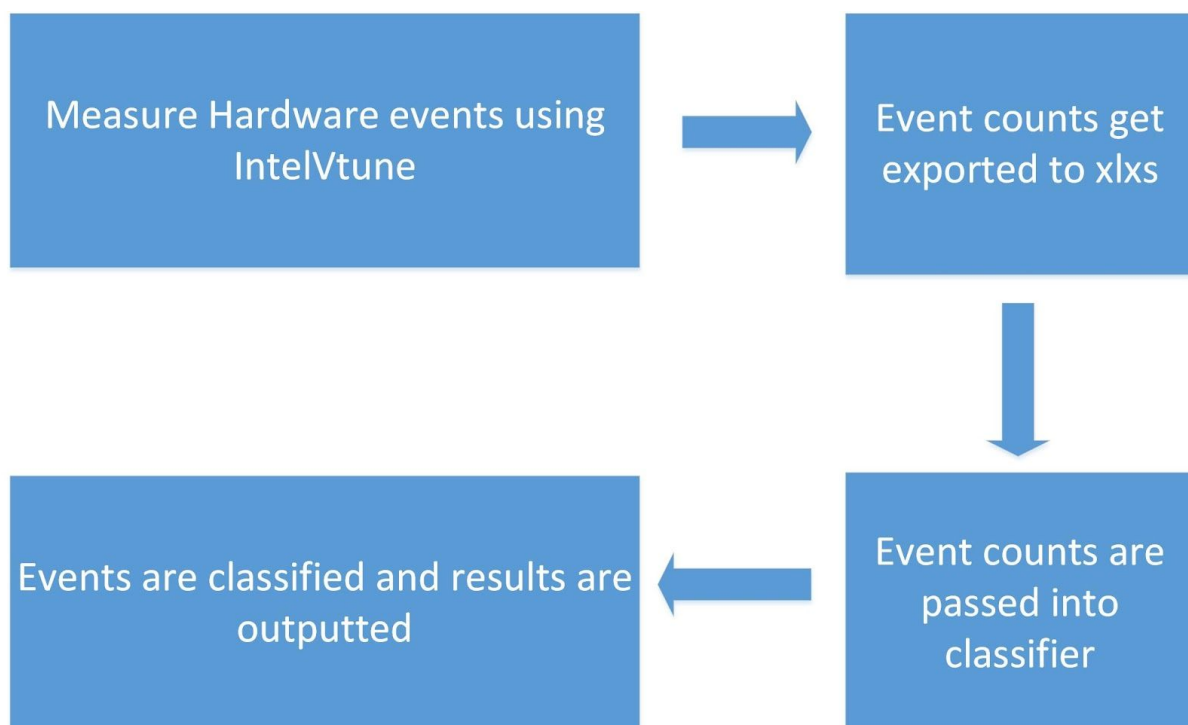 Measure Hardware events using
IntelVtune
Event counts get
exported to xlxs
Event counts are
passed into
classifier
Events are classified and results are
outputted